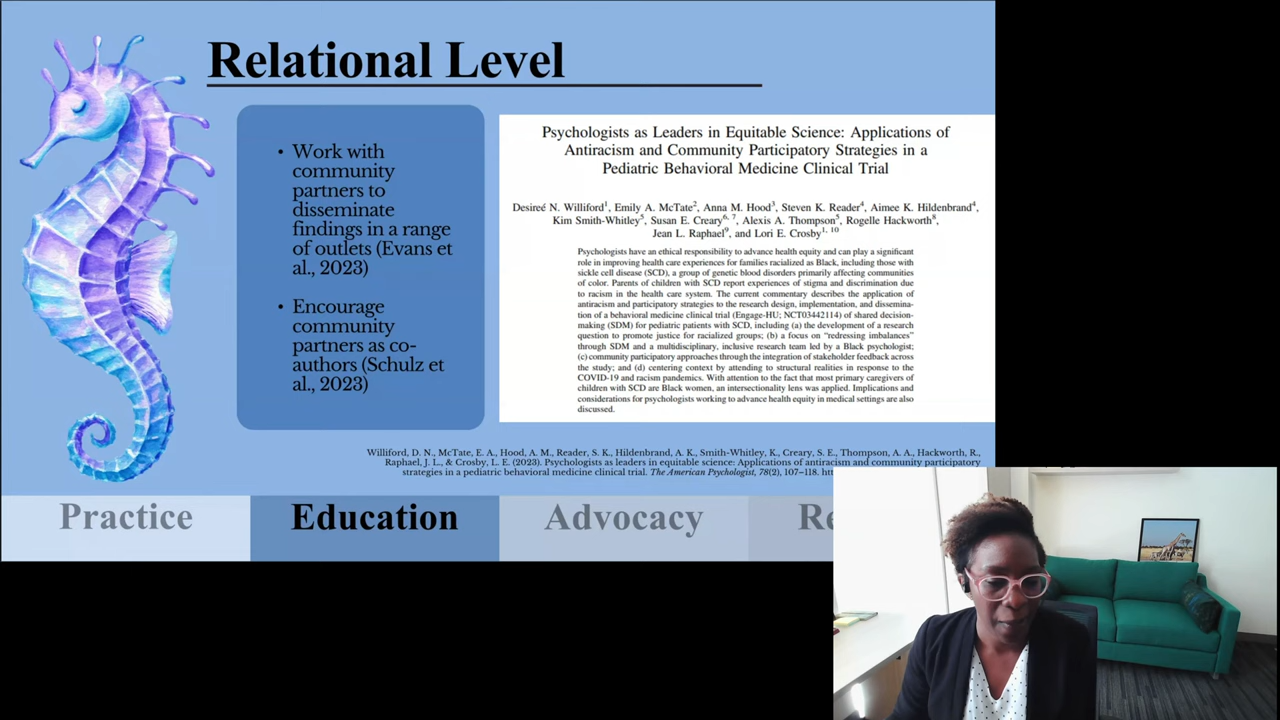 Relational Level
• Work with
community
partners to
disseminate
findings in a range
of outlets (Evans et
al., 2023)
• Encourage
community
partners as co-
authors (Schulz et
al., 2023)
Psychologists as Leaders in Equitable Science: Applications of
Antiracism and Community Participatory Strategies in a
Pediatric Behavioral Medicine Clinical Trial
Desireé N. Williford1, Emily A. McTate2, Anna M. Hood3, Steven K. Reader4, Aimee K. Hildenbrand4,
Kim Smith-Whitley5, Susan E. Creary6, 7, Alexis A. Thompson5, Rogelle Hackworth8,
Jean L. Raphael9, and Lori E. Crosby1, 10
Psychologists have an ethical responsibility to advance health equity and can play a significant
role in improving health care experiences for families racialized as Black, including those with
sickle cell disease (SCD), a group of genetic blood disorders primarily affecting communities
of color. Parents of children with SCD report experiences of stigma and discrimination due
to racism in the health care system. The current commentary describes the application of
antiracism and participatory strategies to the research design, implementation, and dissemina-
tion of a behavioral medicine clinical trial (Engage-HU; NCT03442114) of shared decision-
making (SDM) for pediatric patients with SCD, including (a) the development of a research
question to promote justice for racialized groups; (b) a focus on “redressing imbalances”
through SDM and a multidisciplinary, inclusive research team led by a Black psychologist;
(c) community participatory approaches through the integration of stakeholder feedback across
the study; and (d) centering context by attending to structural realities in response to the
COVID-19 and racism pandemics. With attention to the fact that most primary caregivers of
children with SCD are Black women, an intersectionality lens was applied. Implications and
considerations for psychologists working to advance health equity in medical settings are also
discussed.
Williford, D. N., McTate, E. A., Hood, A. M., Reader, S. K., Hildenbrand, A. K., Smith-Whitley, K., Creary, S. E., Thompson, A. A., Hackworth, R.,
Raphael, J. L., & Crosby, L. E. (2023). Psychologists as leaders in equitable science: Applications of antiracism and community participatory
strategies in a pediatric behavioral medicine clinical trial. The American Psychologist, 78(2), 107–118.
Practice
Education
Advocacy